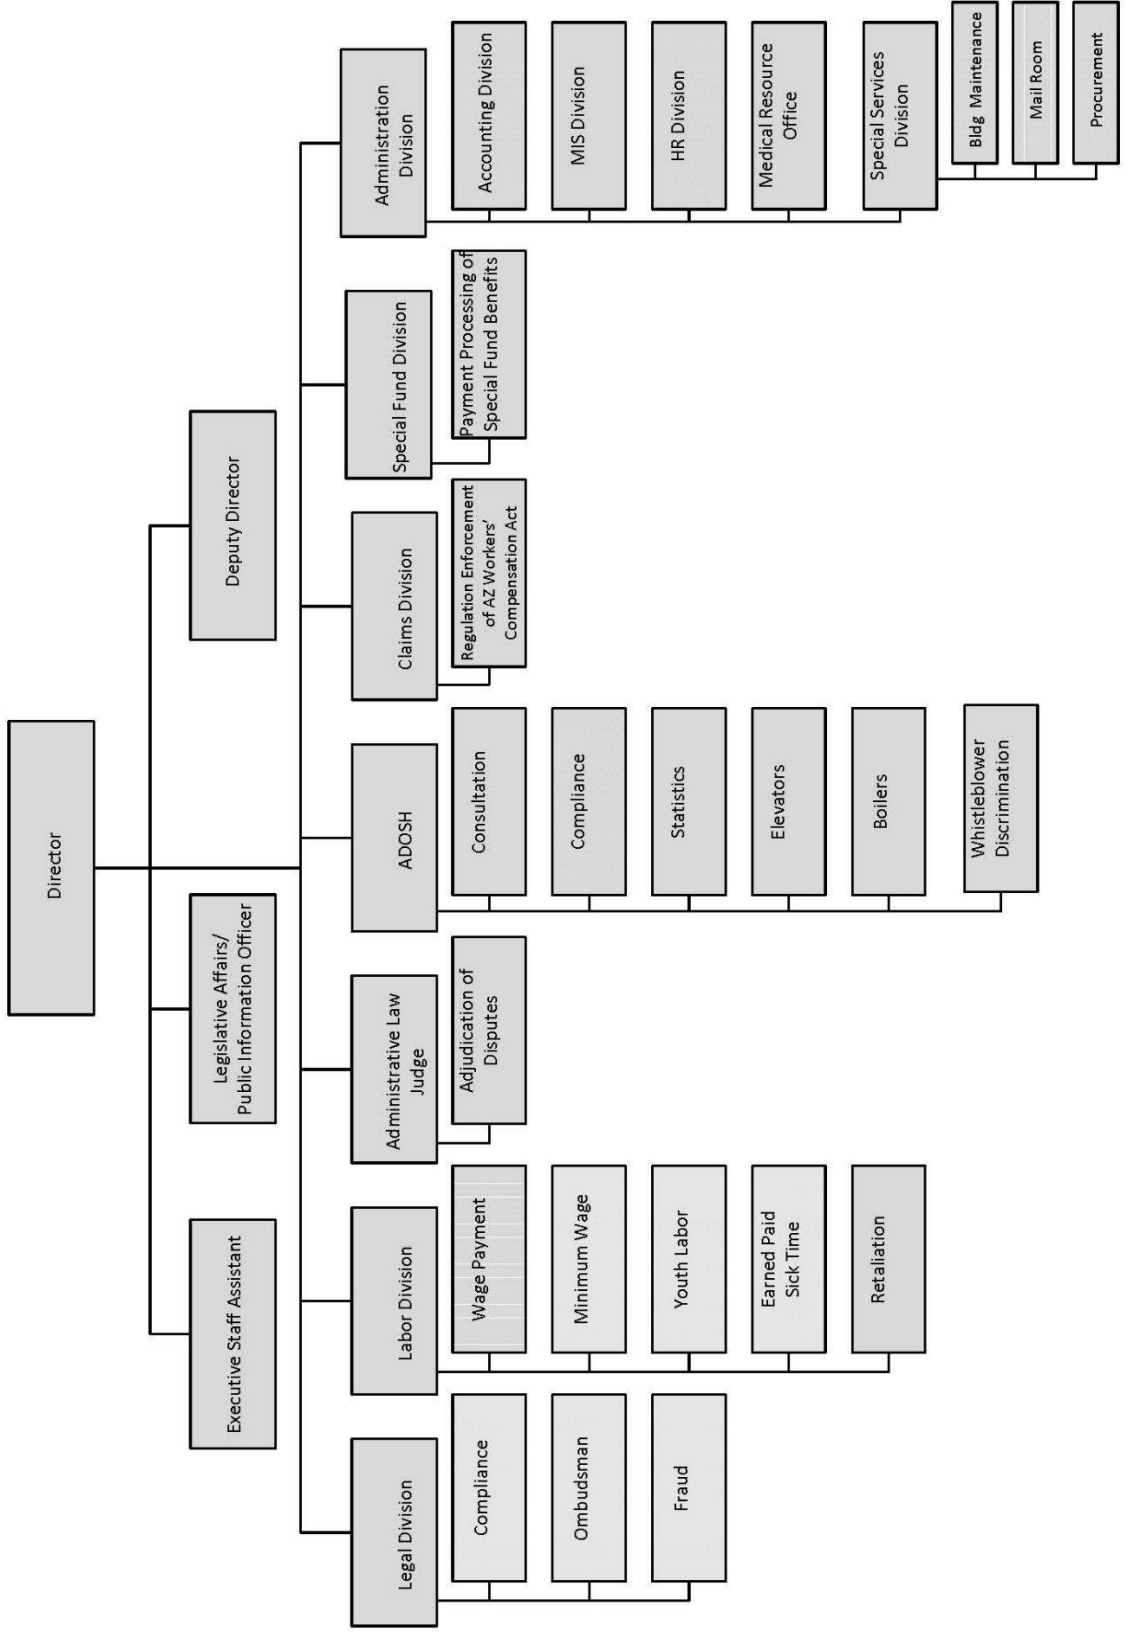 Director
Executive Staff Assistant
Legislative Affairs/
Public Information Officer
Deputy Director
Legal Division
Compliance
Ombudsman
Fraud
Labor Division
Wage Payment
Minimum Wage
Youth Labor
Earned Paid
Sick Time
Retaliation
Administrative Law
Judge
Adjudication of
Disputes
ADOSH
Consultation
Compliance
Statistics
Elevators
Boilers
Whistleblower
Discrimination
Claims Division
Regulation Enforcement
of AZ Workers’
Compensation Act
Special Fund Division
Payment Processing of
Special Fund Benefits
Administration
Division
Accounting Division
MIS Division
HR Division
Medical Resource
Office
Special Services
Division
Bldg Maintenance
Mail Room
Procurement